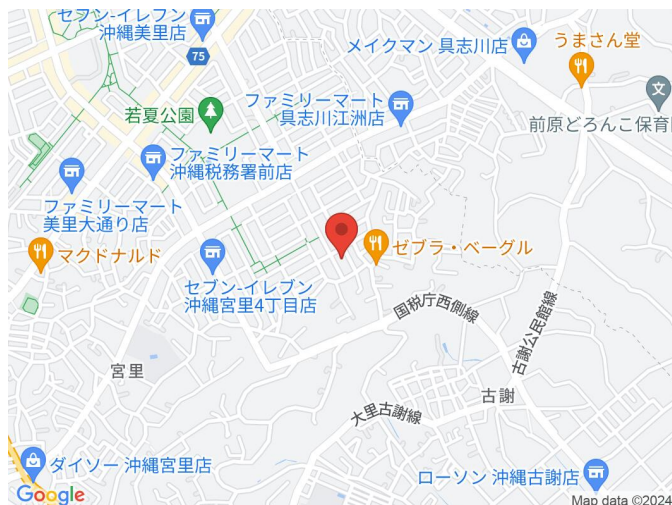 セブン-イレブン
沖縄美里店
75
メイクマン 具志川店
うまさん堂
若夏公園
ファミリーマート
具志川江洲店
文
前原どろんこ保育
ファミリーマート
沖縄税務署前店
ファミリーマート
美里大通り店
マクドナルド
ゼブラ・ベーグル
セブン-イレブン
沖縄宮里4丁目店
国税庁西側線
古謝公民館線
宮里
古謝
大里古謝線
ダイソー 沖縄宮里店
ローソン 沖縄古謝店
Google
Map data ©2024